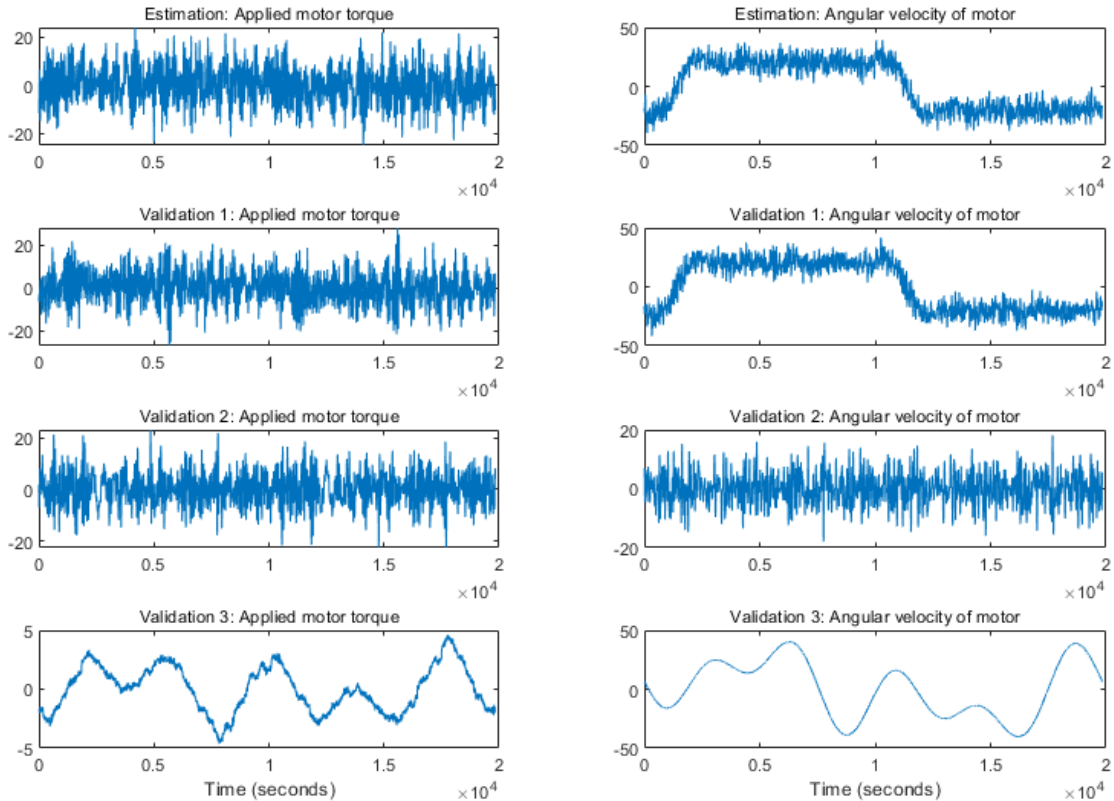 Estimation: Applied motor torque
20
0
-20
0 0.5 1 1.5 2
×10^4
Estimation: Angular velocity of motor
50
0
-50
0 0.5 1 1.5 2
×10^4
Validation 1: Applied motor torque
20
0
-20
0 0.5 1 1.5 2
×10^4
Validation 1: Angular velocity of motor
50
0
-50
0 0.5 1 1.5 2
×10^4
Validation 2: Applied motor torque
20
0
-20
0 0.5 1 1.5 2
×10^4
Validation 2: Angular velocity of motor
20
0
-20
0 0.5 1 1.5 2
×10^4
Validation 3: Applied motor torque
5
0
-5
0 0.5 1 1.5 2
Time (seconds) ×10^4
Validation 3: Angular velocity of motor
50
0
-50
0 0.5 1 1.5 2
Time (seconds) ×10^4